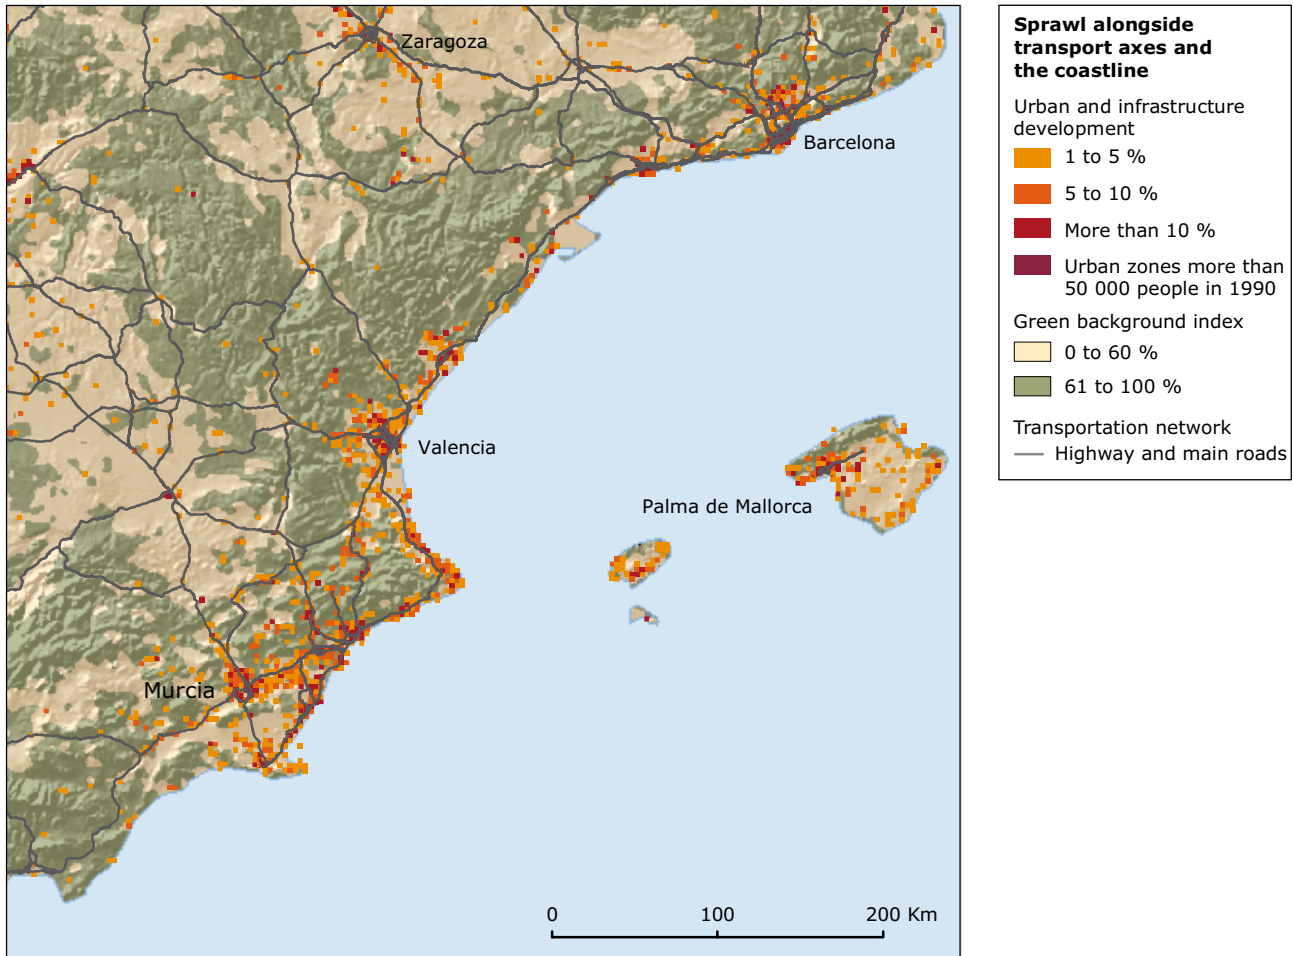 Zaragoza
Barcelona
Valencia
Palma de Mallorca
Murcia
0 100 200 Km
Sprawl alongside
transport axes and
the coastline
Urban and infrastructure
development
1 to 5 %
5 to 10 %
More than 10 %
Urban zones more than
50 000 people in 1990
Green background index
0 to 60 %
61 to 100 %
Transportation network
Highway and main roads